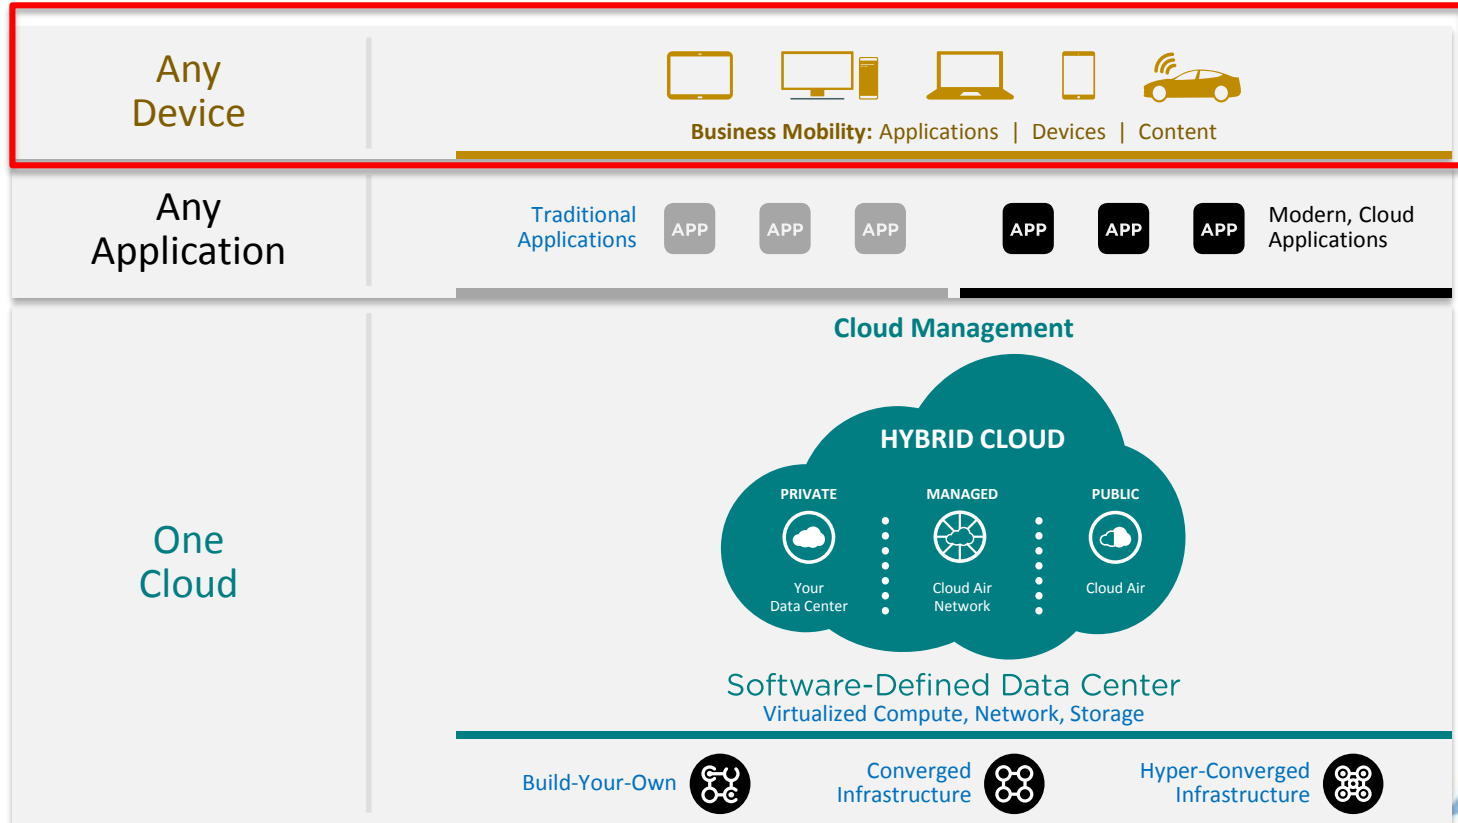 Any
Device
Business Mobility: Applications | Devices | Content
Any
Application
Traditional
Applications
APP
APP
APP
APP
APP
APP
Modern, Cloud
Applications
One
Cloud
Cloud Management
HYBRID CLOUD
PRIVATE
MANAGED
PUBLIC
Your
Data Center
Cloud Air
Network
Cloud Air
Software-Defined Data Center
Virtualized Compute, Network, Storage
Build-Your-Own
Converged
Infrastructure
Hyper-Converged
Infrastructure